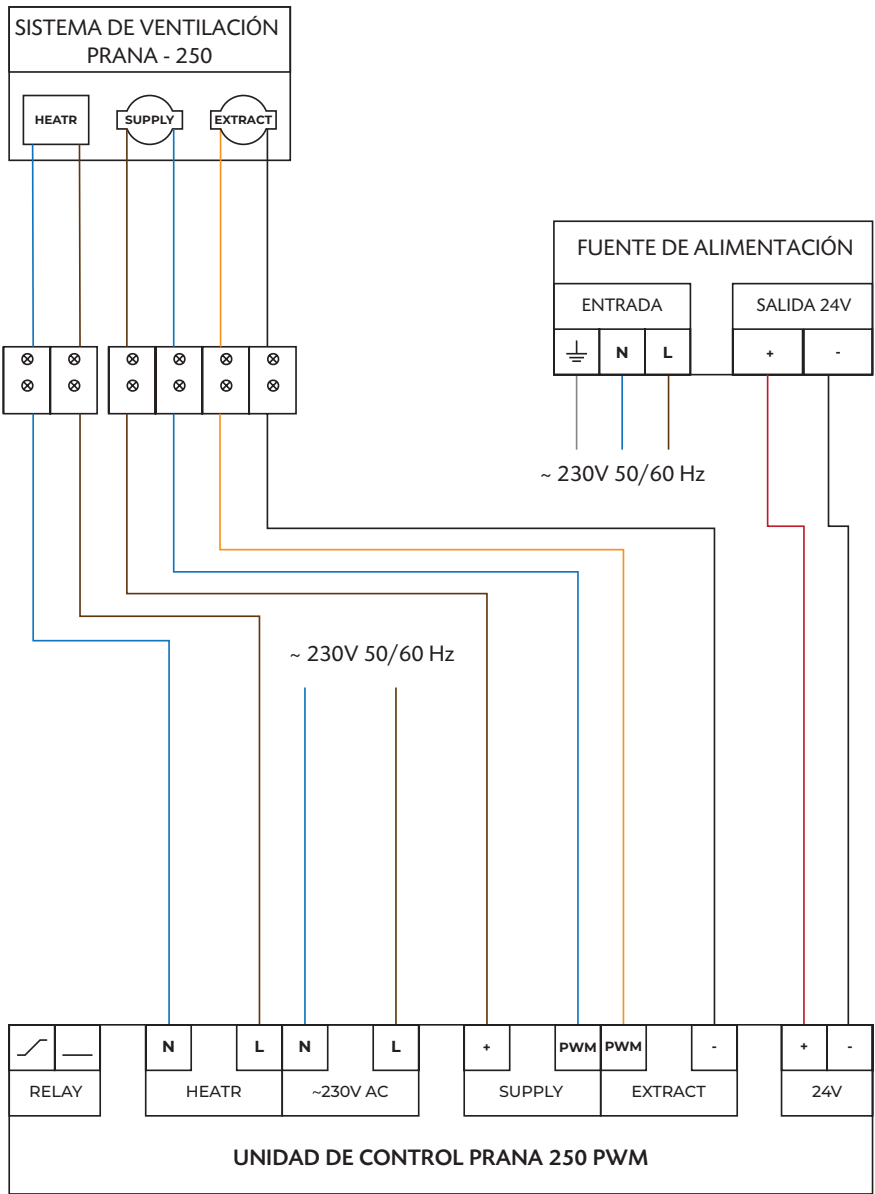 SISTEMA DE VENTILACIÓN
PRANA - 250
HEATR
SUPPLY
EXTRACT
FUENTE DE ALIMENTACIÓN
ENTRADA
SALIDA 24V
N
L
+
-
~ 230V 50/60 Hz
~ 230V 50/60 Hz
N
L
N
L
+
PWM
PWM
-
+
-
RELAY
HEATR
~230V AC
SUPPLY
EXTRACT
24V
UNIDAD DE CONTROL PRANA 250 PWM